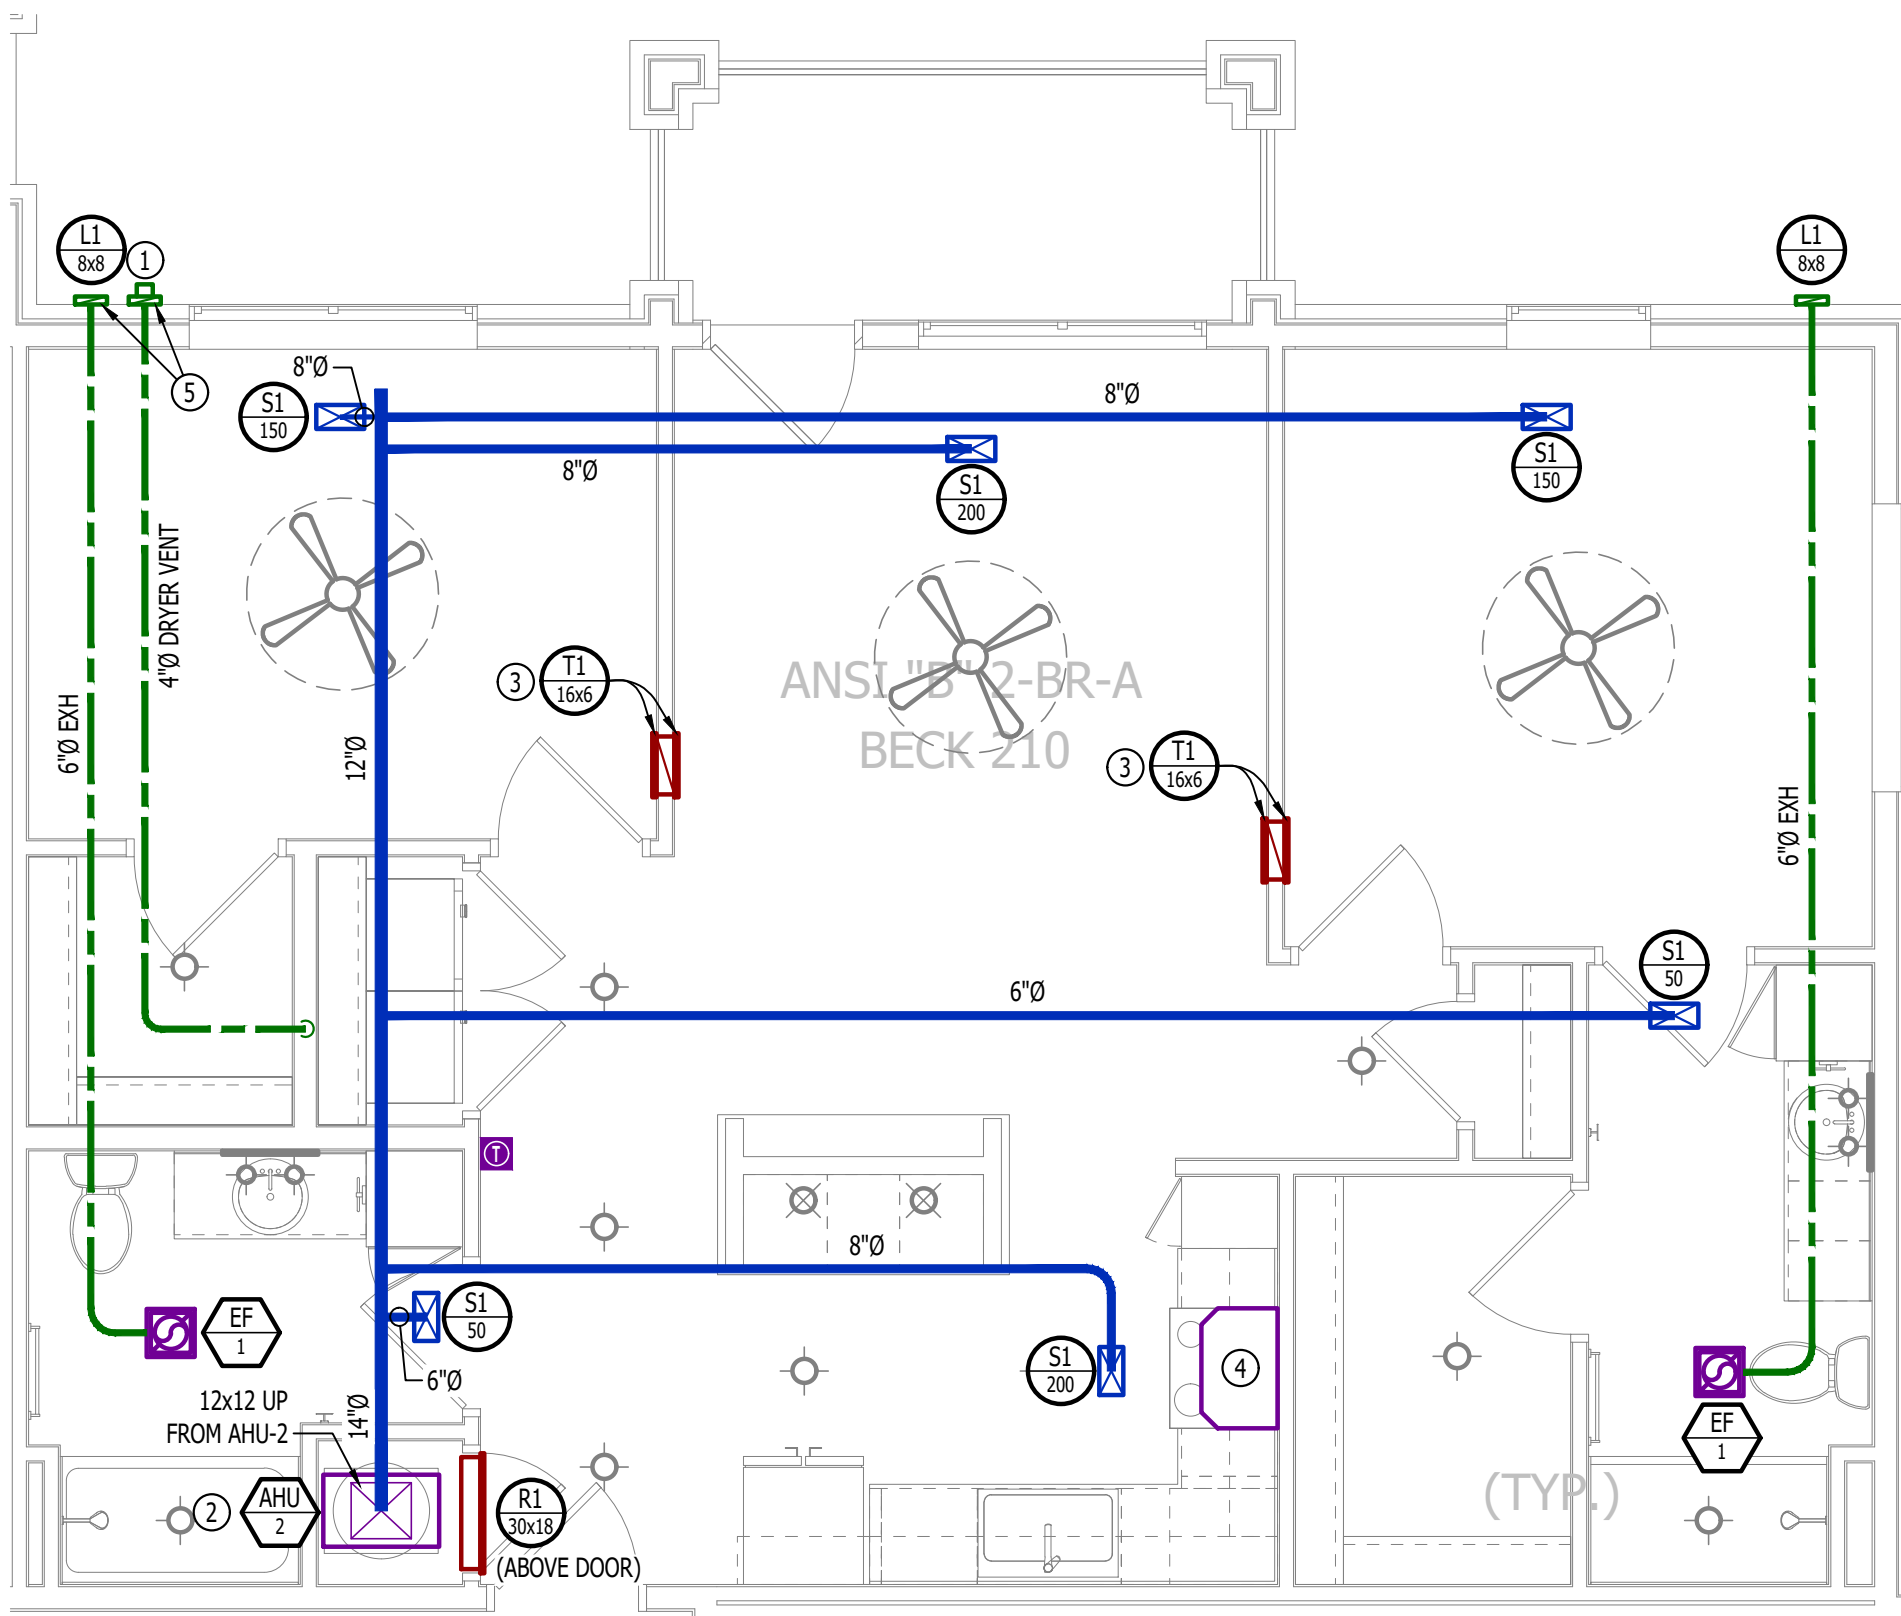 L1
8x8
1
L1
8x8
5
8"Ø
S1
150
8"Ø
8"Ø
S1
200
S1
150
4"Ø DRYER VENT
6"Ø EXH
12"Ø
3
T1
16x6
ANSI "B" 2-BR-A
BECK 210
3
T1
16x6
6"Ø EXH
S1
50
6"Ø
T
8"Ø
EF
1
S1
50
6"Ø
S1
200
4
12x12 UP
FROM AHU-2
14"Ø
2
AHU
2
R1
30x18
(ABOVE DOOR)
EF
1
(TYP.)